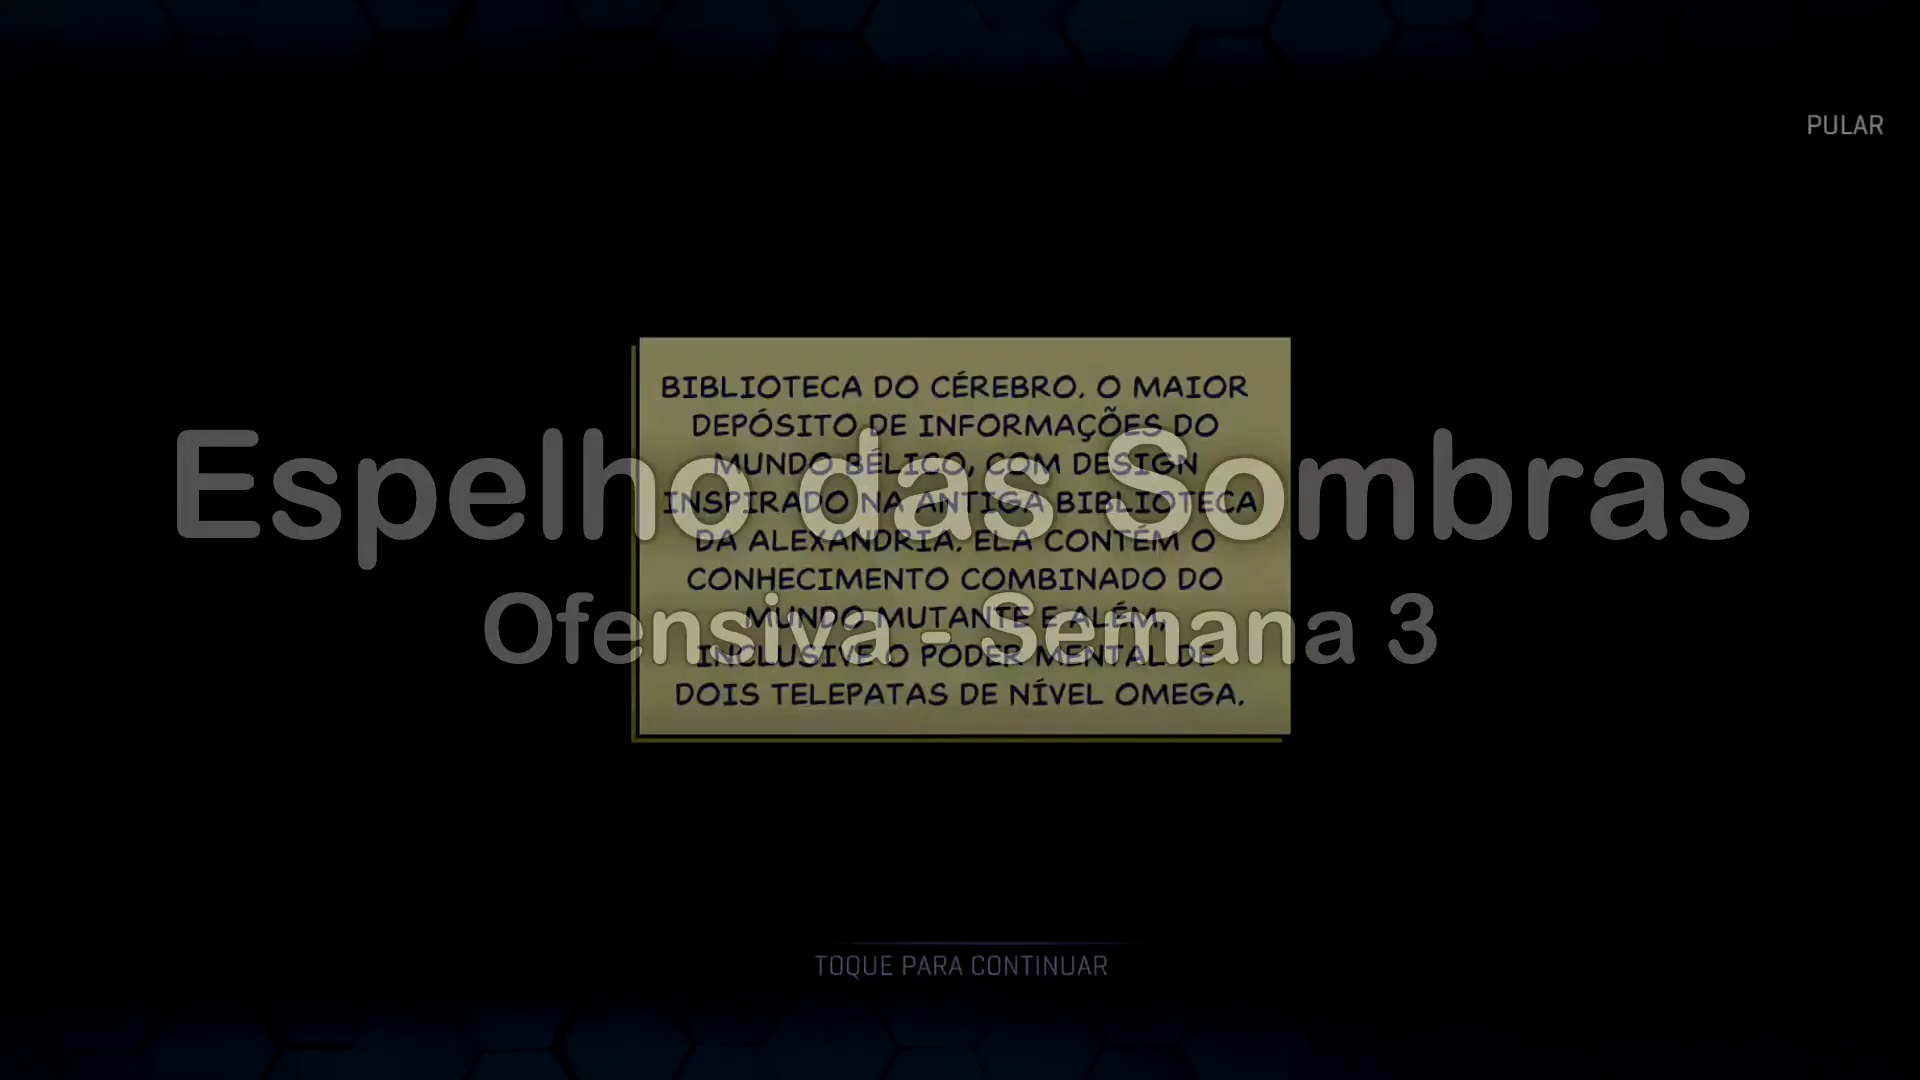 PULAR
BIBLIOTECA DO CÉREBRO. O MAIOR
DEPÓSITO DE INFORMAÇÕES DO
MUNDO BÉLICO, COM DESIGN
INSPIRADO NA ANTIGA BIBLIOTECA
DA ALEXANDRIA. ELA CONTÉM O
CONHECIMENTO COMBINADO DO
MUNDO MUTANTE E ALÉM,
INCLUSIVE O PODER MENTAL DE
DOIS TELEPATAS DE NÍVEL OMEGA.
Espelho das Sombras
Ofensiva - Semana 3
TOQUE PARA CONTINUAR